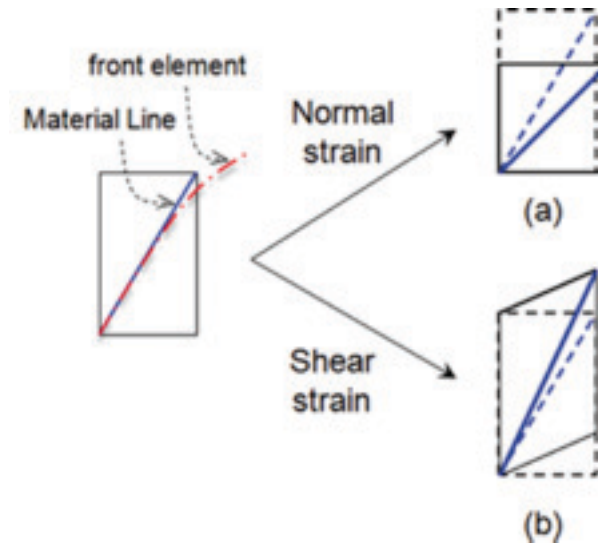 front element
Material Line
Normal
strain
(a)
Shear
strain
(b)